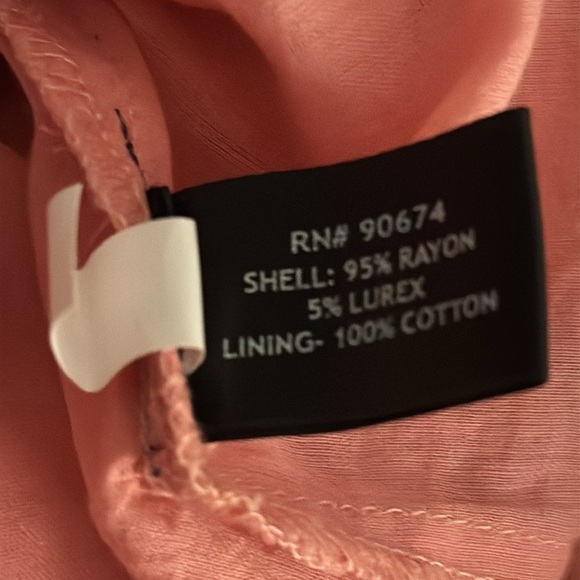 RN# 90674
SHELL: 95% RAYON
5% LUREX
LINING- 100% COTTON